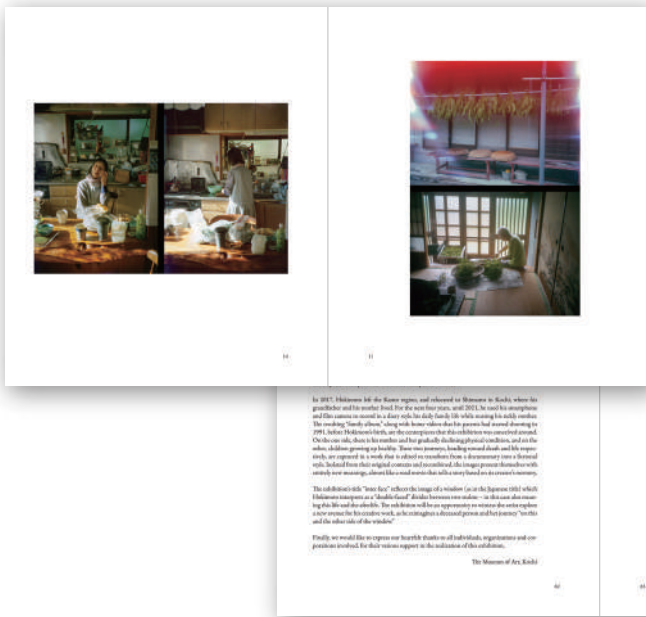 10
11
In 2017, Hokimoto left the Kanto region, and relocated to Shimanto in Kochi, where his
grandfather and his mother lived. For the next four years, until 2021, he used his smartphone
and film camera to record in a diary style his daily family life while nursing his sickly mother.
The resulting "family album," along with home videos that his parents had started shooting in
1991, before Hokimoto's birth, are the centerpieces that this exhibition was conceived around.
On the one side, there is his mother and her gradually declining physical condition, and on the
other, children growing up healthy. These two journeys, heading toward death and life respec-
tively, are captured in a work that is edited to transform from a documentary into a fictional
style. Isolated from their original contexts and recombined, the images present themselves with
entirely new meanings, almost like a road movie that tells a story based on its creator's memory.
The exhibition's title "inter face" reflects the image of a window (as in the Japanese title) which
Hokimoto interprets as a "double-faced" divider between two realms – in this case also mean-
ing this life and the afterlife. The exhibition will be an opportunity to witness the artist explore
a new avenue for his creative work, as he reimagines a deceased person and her journey "on this
and the other side of the window."
Finally, we would like to express our heartfelt thanks to all individuals, organizations and cor-
porations involved, for their various support in the realization of this exhibition.
The Museum of Art, Kochi